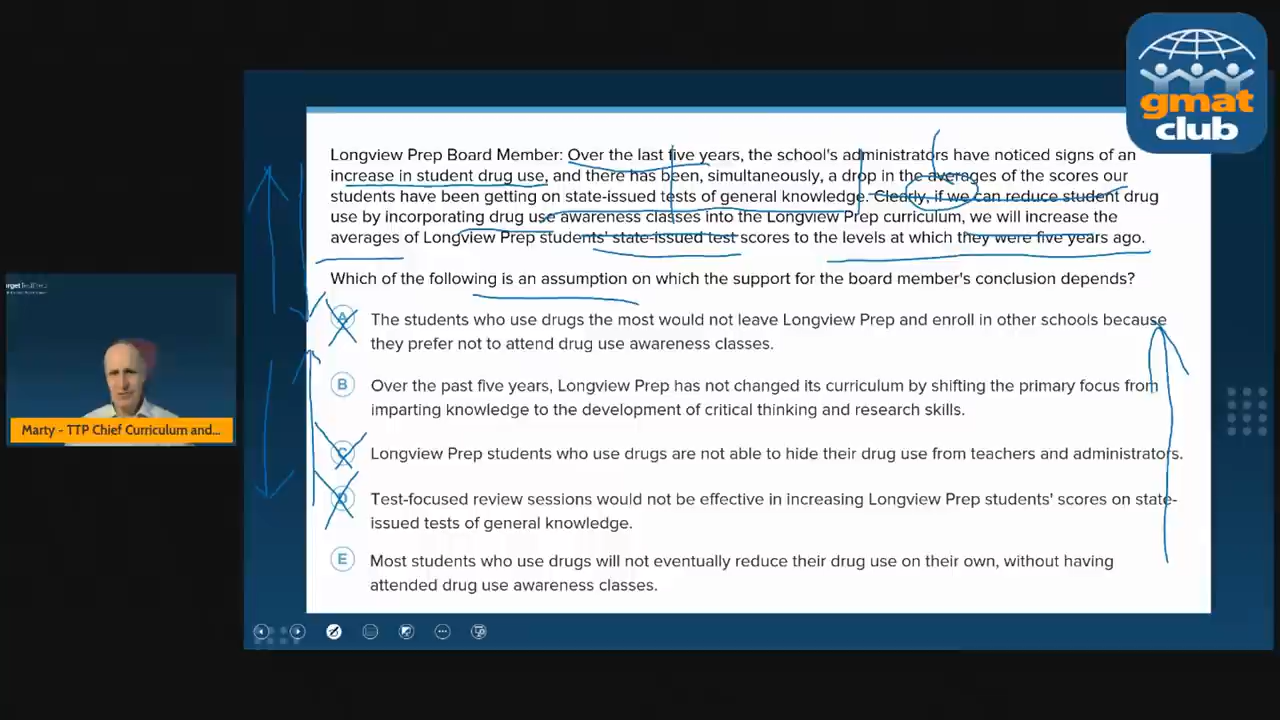 gmat
club
Longview Prep Board Member: Over the last five years, the school's administrators have noticed signs of an
increase in student drug use, and there has been, simultaneously, a drop in the averages of the scores our
students have been getting on state-issued tests of general knowledge. Clearly, if we can reduce student drug
use by incorporating drug use awareness classes into the Longview Prep curriculum, we will increase the
averages of Longview Prep students' state-issued test scores to the levels at which they were five years ago.
Which of the following is an assumption on which the support for the board member's conclusion depends?
A The students who use drugs the most would not leave Longview Prep and enroll in other schools because
they prefer not to attend drug use awareness classes.
B Over the past five years, Longview Prep has not changed its curriculum by shifting the primary focus from
imparting knowledge to the development of critical thinking and research skills.
C Longview Prep students who use drugs are not able to hide their drug use from teachers and administrators.
D Test-focused review sessions would not be effective in increasing Longview Prep students' scores on state-
issued tests of general knowledge.
E Most students who use drugs will not eventually reduce their drug use on their own, without having
attended drug use awareness classes.
Marty - TTP Chief Curriculum and...